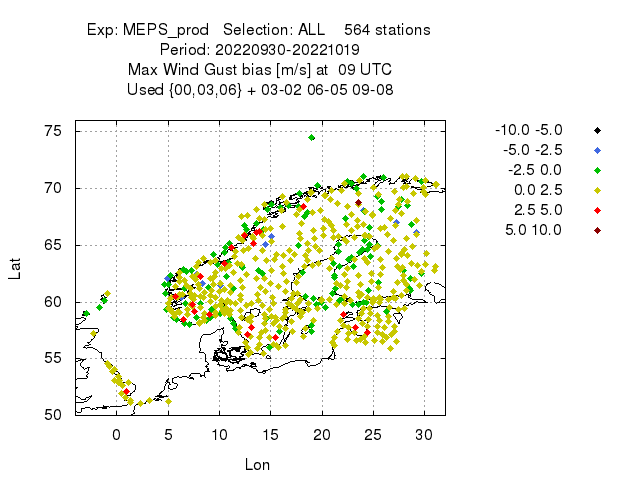 Exp: MEPS_prod   Selection: ALL    564 stations
Period: 20220930-20221019
Max Wind Gust bias [m/s] at  09 UTC
Used {00,03,06} + 03-02 06-05 09-08
-10.0 -5.0
-5.0 -2.5
-2.5 0.0
0.0 2.5
2.5 5.0
5.0 10.0
Lat
75
70
65
60
55
50
0 5 10 15 20 25 30
Lon